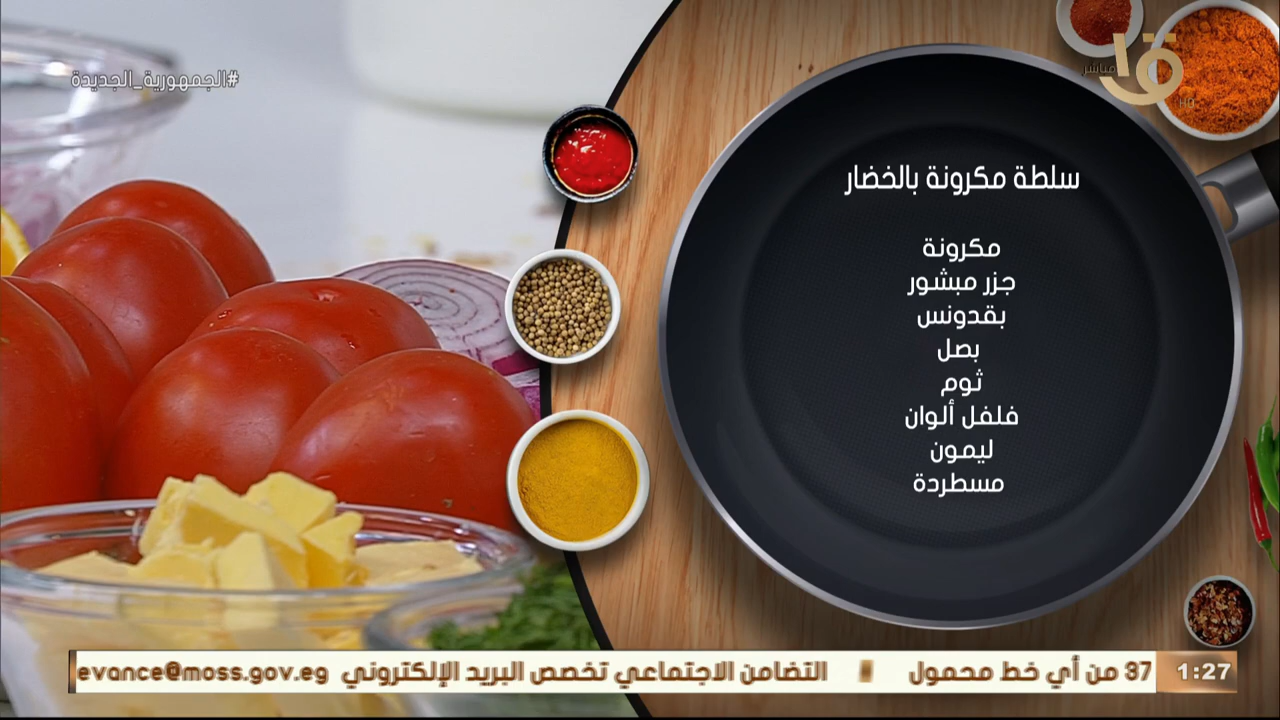 #الجمهورية_الجديدة
مباشر
HD
سلطة مكرونة بالخضار
مكرونة
جزر مبشور
بقدونس
بصل
ثوم
فلفل ألوان
ليمون
مسطردة
1:27
37 من أي خط محمول التضامن الاجتماعي تخصص البريد الإلكتروني evance@moss.gov.eg